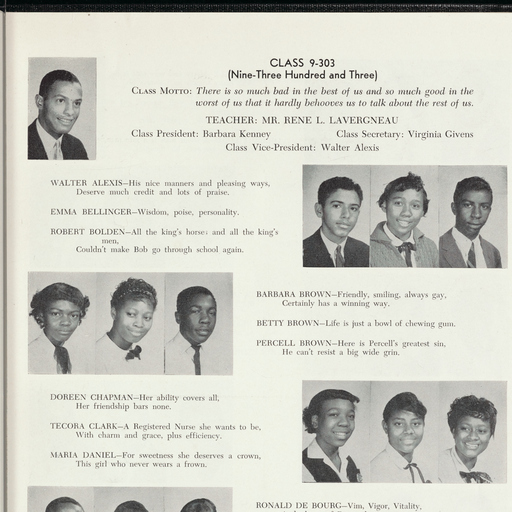 CLASS 9-303
(Nine-Three Hundred and Three)
CLASS MOTTO: There is so much bad in the best of us and so much good in the
worst of us that it hardly behooves us to talk about the rest of us.
TEACHER: MR. RENE L. LAVERGNEAU
Class President: Barbara Kenney Class Secretary: Virginia Givens
Class Vice-President: Walter Alexis
WALTER ALEXIS—His nice manners and pleasing ways,
Deserve much credit and lots of praise.
EMMA BELLINGER—Wisdom, poise, personality.
ROBERT BOLDEN—All the king's horses and all the king's
men,
Couldn't make Bob go through school again.
BARBARA BROWN—Friendly, smiling, always gay,
Certainly has a winning way.
BETTY BROWN—Life is just a bowl of chewing gum.
PERCELL BROWN—Here is Percell's greatest sin,
He can't resist a big wide grin.
DOREEN CHAPMAN—Her ability covers all,
Her friendship bars none.
TECORA CLARK—A Registered Nurse she wants to be,
With charm and grace, plus efficiency.
MARIA DANIEL—For sweetness she deserves a crown,
This girl who never wears a frown.
RONALD DE BOURG—Vim, Vigor, Vitality,